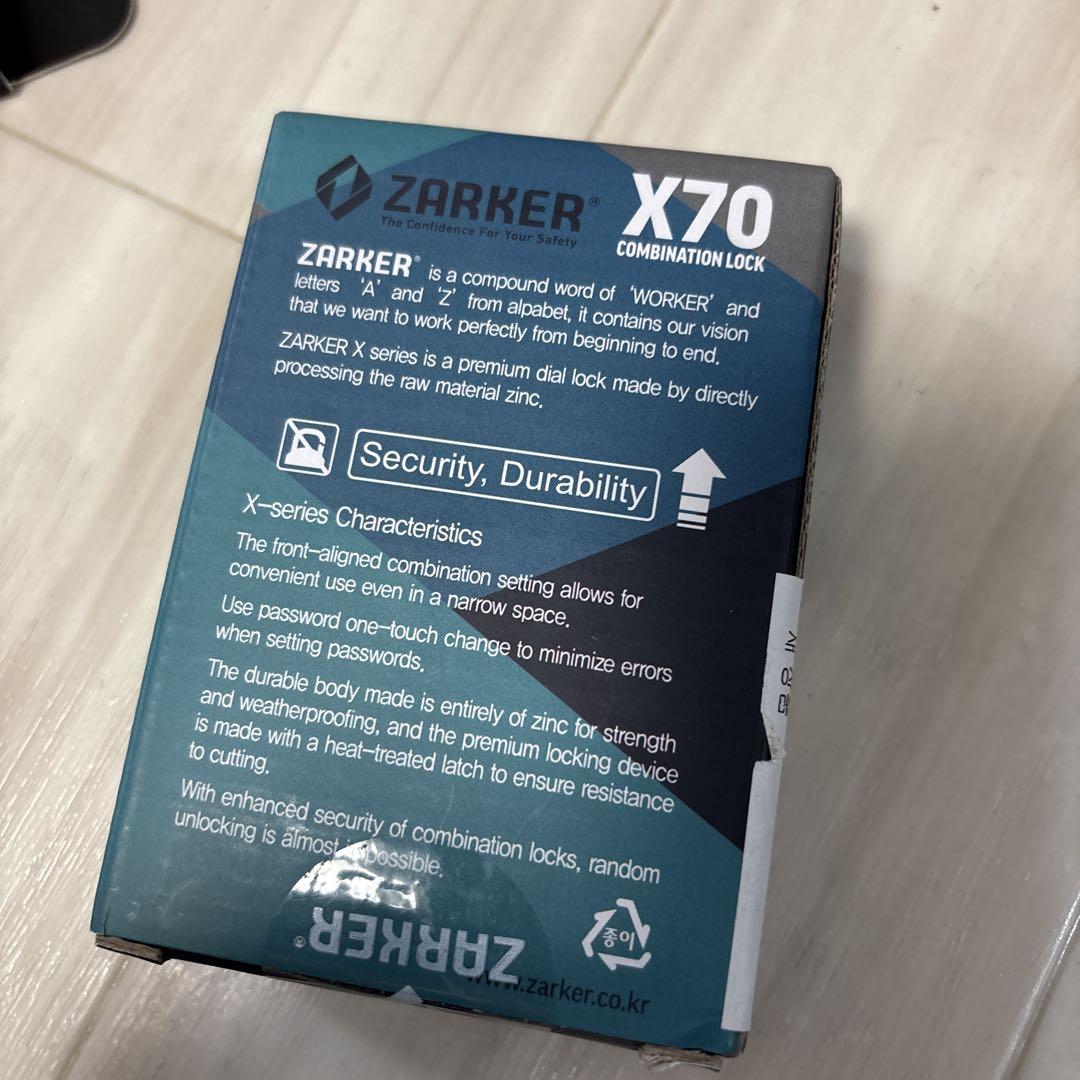 ZARKER®
The Confidence For Your Safety
X70
COMBINATION LOCK
ZARKER® is a compound word of 'WORKER' and
letters 'A' and 'Z' from alpabet, it contains our vision
that we want to work perfectly from beginning to end.
ZARKER X series is a premium dial lock made by directly
processing the raw material zinc.
Security, Durability
X-series Characteristics
The front-aligned combination setting allows for
convenient use even in a narrow space.
Use password one-touch change to minimize errors
when setting passwords.
The durable body made is entirely of zinc for strength
and weatherproofing, and the premium locking device
is made with a heat-treated latch to ensure resistance
to cutting.
With enhanced security of combination locks, random
unlocking is almost possible.
ZARKER®
종이
www.zarker.co.kr